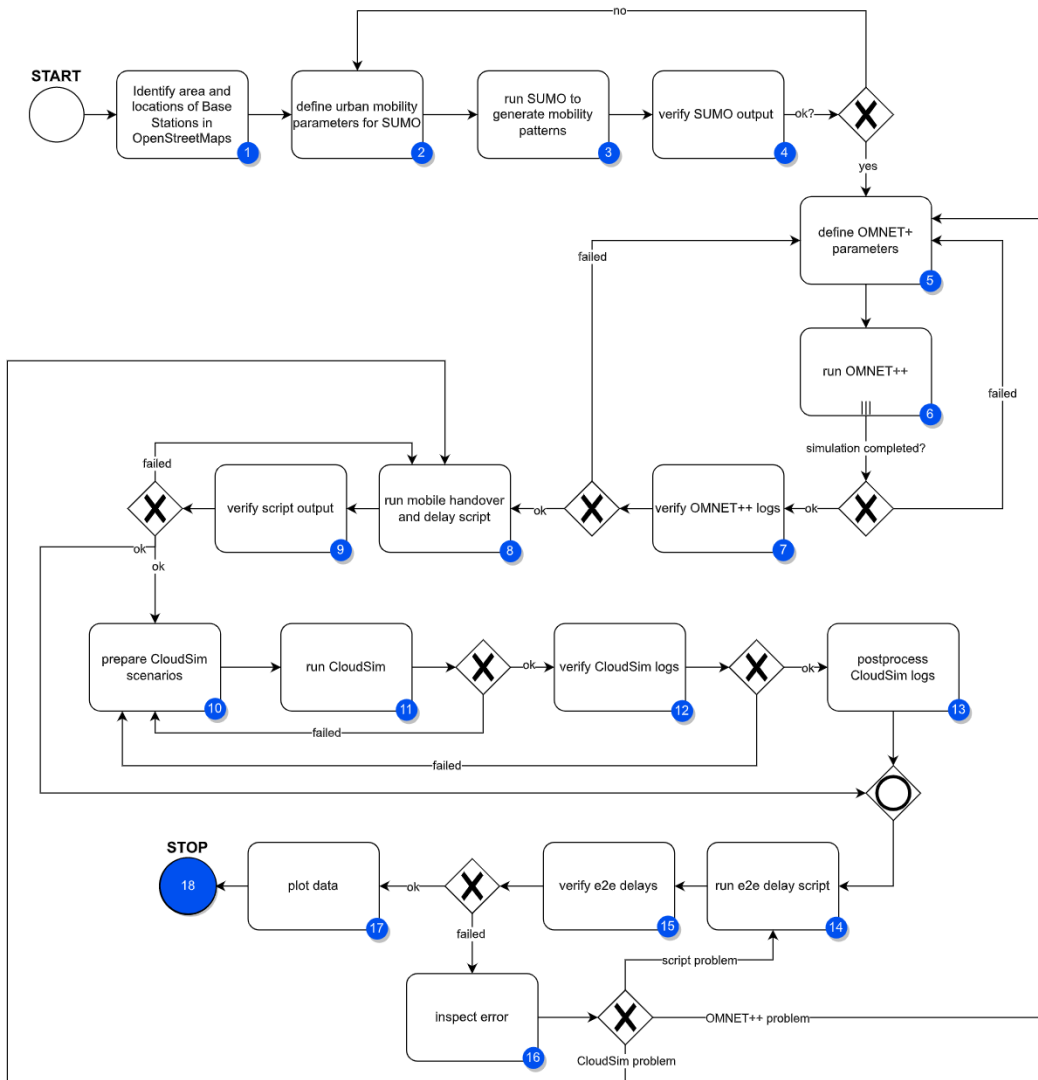 no
START
Identify area and
locations of Base
Stations in
OpenStreetMaps
1
define urban mobility
parameters for SUMO
2
run SUMO to
generate mobility
patterns
3
verify SUMO output
4
ok?
yes
define OMNET+
parameters
5
failed
failed
run OMNET++
6
simulation completed?
ok
verify OMNET++ logs
7
ok
run mobile handover
and delay script
8
verify script output
9
failed
ok
ok
prepare CloudSim
scenarios
10
run CloudSim
11
ok
failed
verify CloudSim logs
12
ok
failed
postprocess
CloudSim logs
13
run e2e delay script
14
verify e2e delays
15
ok
failed
plot data
17
STOP
18
inspect error
16
script problem
OMNET++ problem
CloudSim problem